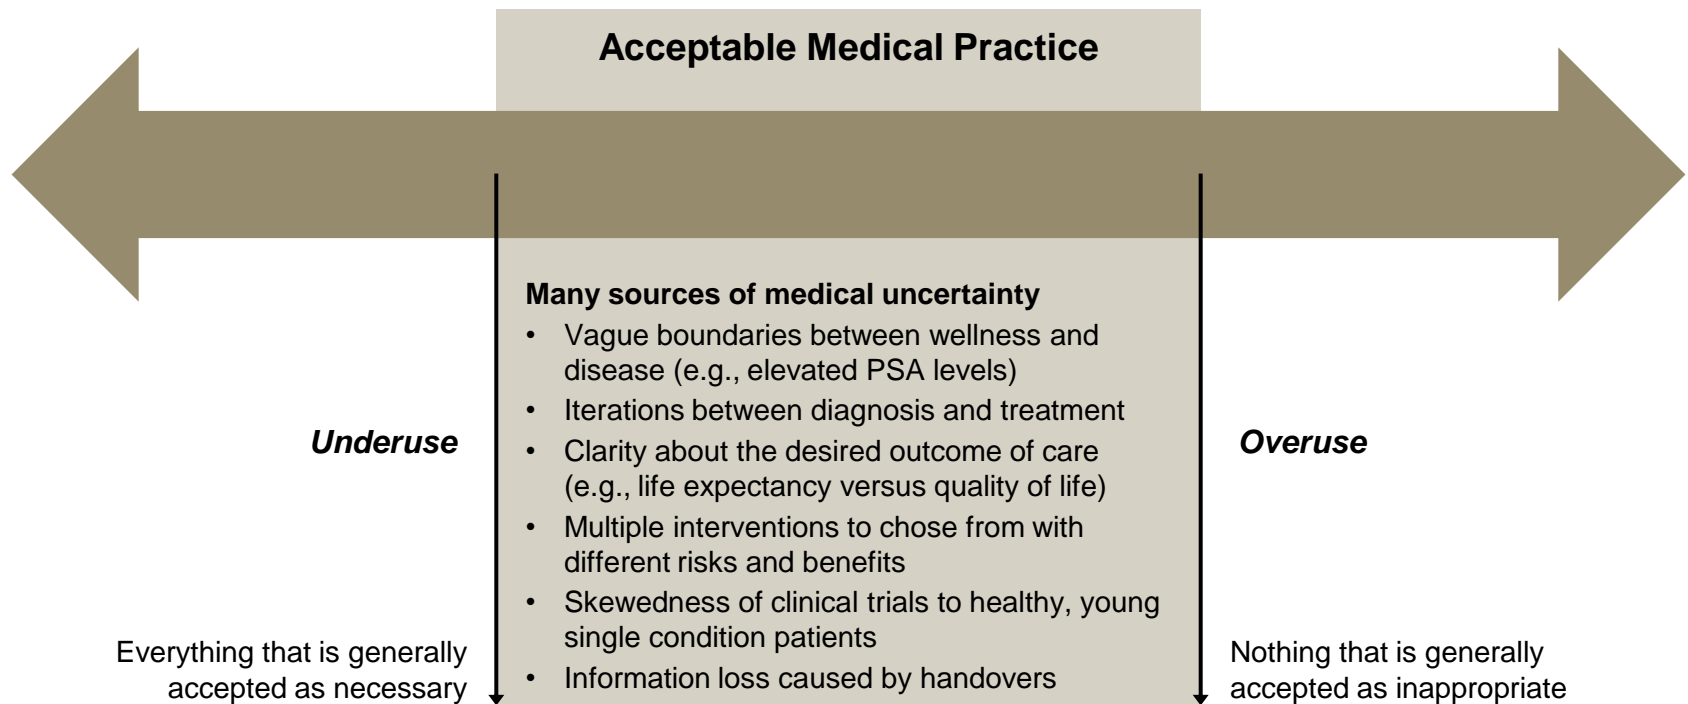 Acceptable Medical Practice
Many sources of medical uncertainty
• Vague boundaries between wellness and
disease (e.g., elevated PSA levels)
• Iterations between diagnosis and treatment
• Clarity about the desired outcome of care
(e.g., life expectancy versus quality of life)
• Multiple interventions to chose from with
different risks and benefits
• Skewedness of clinical trials to healthy, young
single condition patients
• Information loss caused by handovers
Underuse
Everything that is generally
accepted as necessary
Overuse
Nothing that is generally
accepted as inappropriate